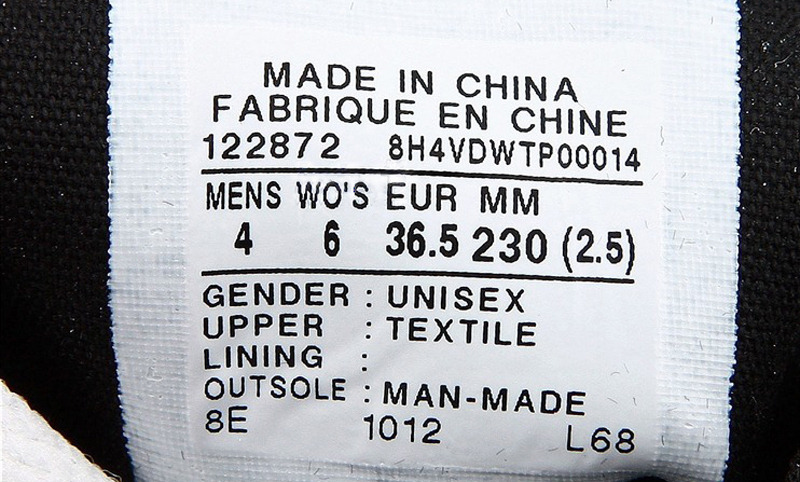 MADE IN CHINA
FABRIQUE EN CHINE
122872 8H4VDWTP00014
MENS WO'S EUR MM
4 6 36.5 230 (2.5)
GENDER : UNISEX
UPPER : TEXTILE
LINING :
OUTSOLE : MAN-MADE
8E 1012 L68